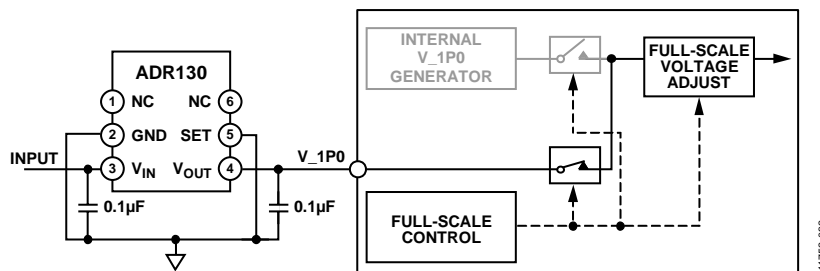 INTERNAL
V_1P0
GENERATOR
FULL-SCALE
VOLTAGE
ADJUST
ADR130
1 NC NC 6
2 GND SET 5
INPUT
3 VIN VOUT 4
V_1P0
0.1µF
0.1µF
FULL-SCALE
CONTROL